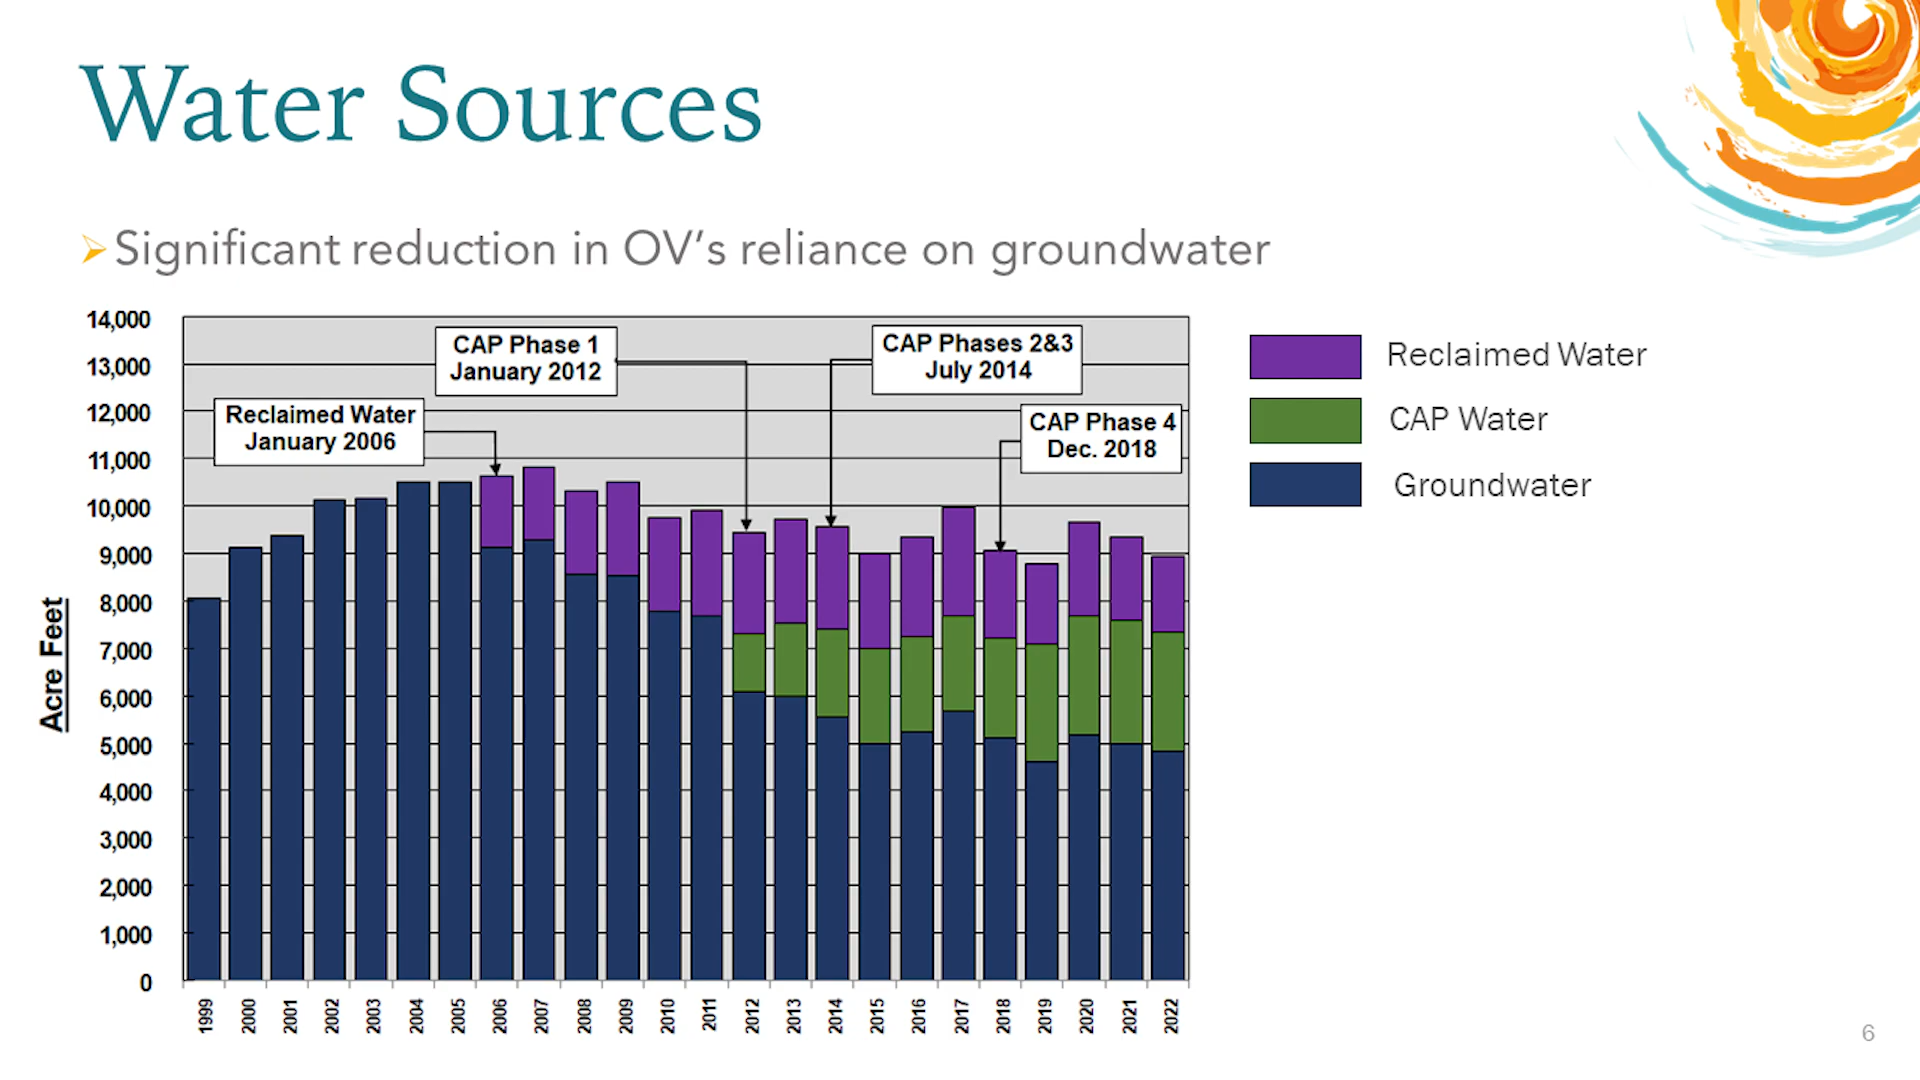 Water Sources
Significant reduction in OV's reliance on groundwater
14,000
13,000
12,000
11,000
10,000
9,000
8,000
7,000
6,000
5,000
4,000
3,000
2,000
1,000
0
Acre Feet
Reclaimed Water
January 2006
CAP Phase 1
January 2012
CAP Phases 2&3
July 2014
CAP Phase 4
Dec. 2018
1999
2000
2001
2002
2003
2004
2005
2006
2007
2008
2009
2010
2011
2012
2013
2014
2015
2016
2017
2018
2019
2020
2021
2022
Reclaimed Water
CAP Water
Groundwater
6